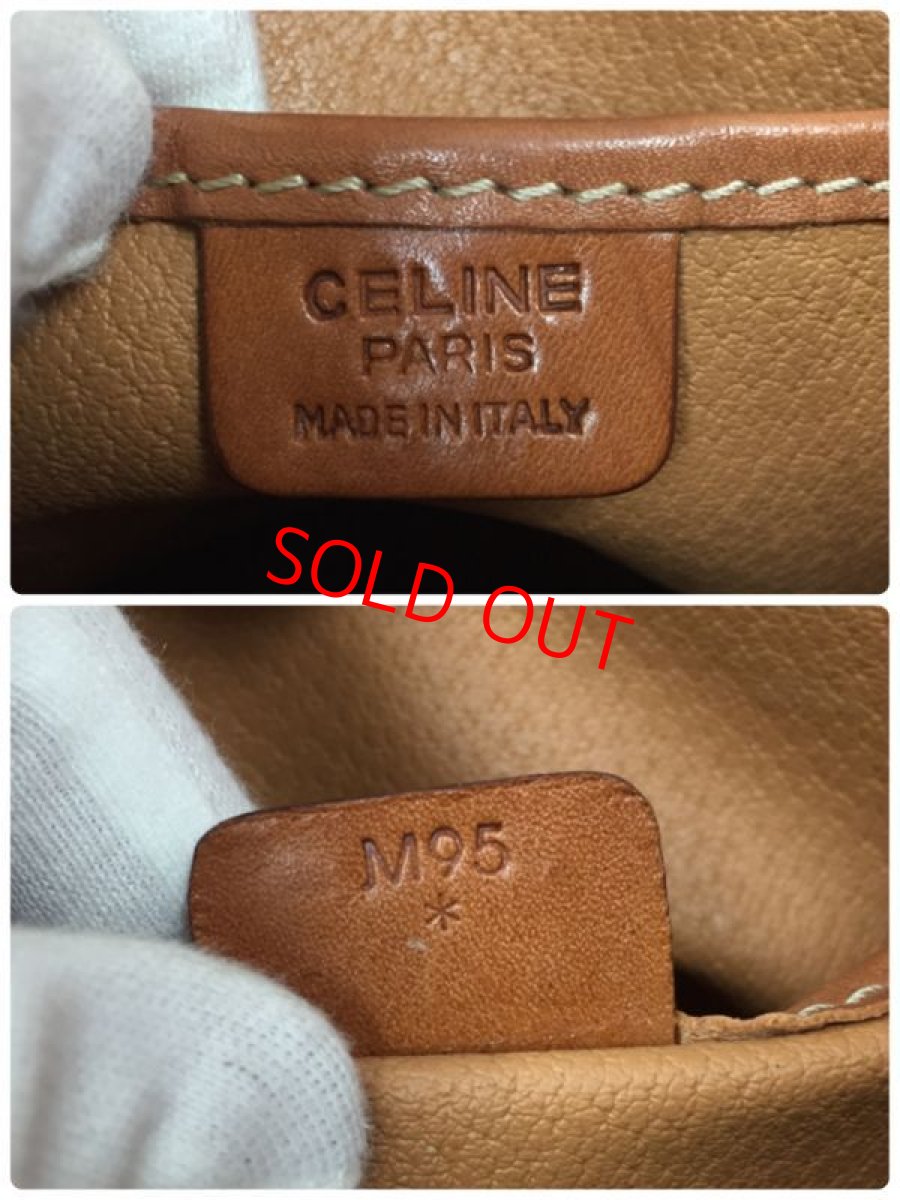 CELINE
PARIS
MADE IN ITALY
SOLD OUT
M95
*